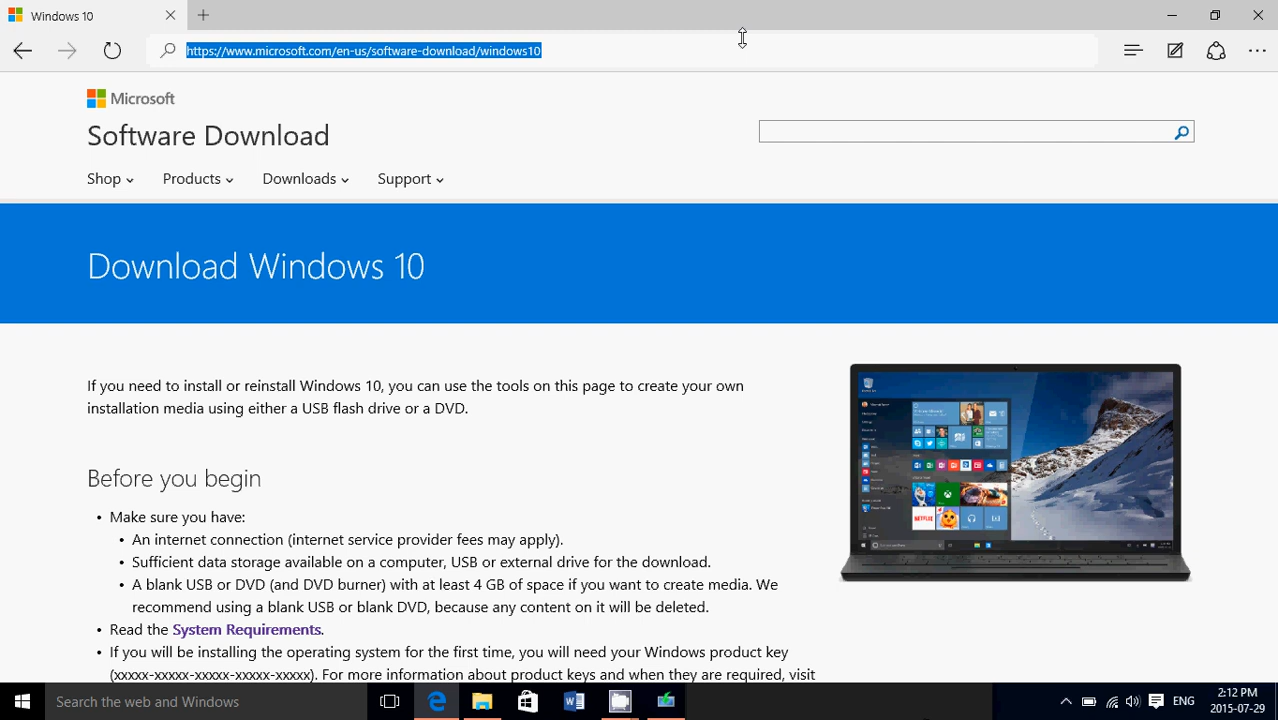 Windows 10
https://www.microsoft.com/en-us/software-download/windows10
Microsoft
Software Download
Shop
Products
Downloads
Support
Download Windows 10
If you need to install or reinstall Windows 10, you can use the tools on this page to create your own
installation media using either a USB flash drive or a DVD.
Before you begin
• Make sure you have:
• An internet connection (internet service provider fees may apply).
• Sufficient data storage available on a computer, USB or external drive for the download.
• A blank USB or DVD (and DVD burner) with at least 4 GB of space if you want to create media. We
recommend using a blank USB or blank DVD, because any content on it will be deleted.
• Read the System Requirements.
• If you will be installing the operating system for the first time, you will need your Windows product key
(xxxxx-xxxxx-xxxxx-xxxxx-xxxxx). For more information about product keys and when they are required, visit
NETFLIX
Search the web and Windows
ENG
2:12 PM
2015-07-29